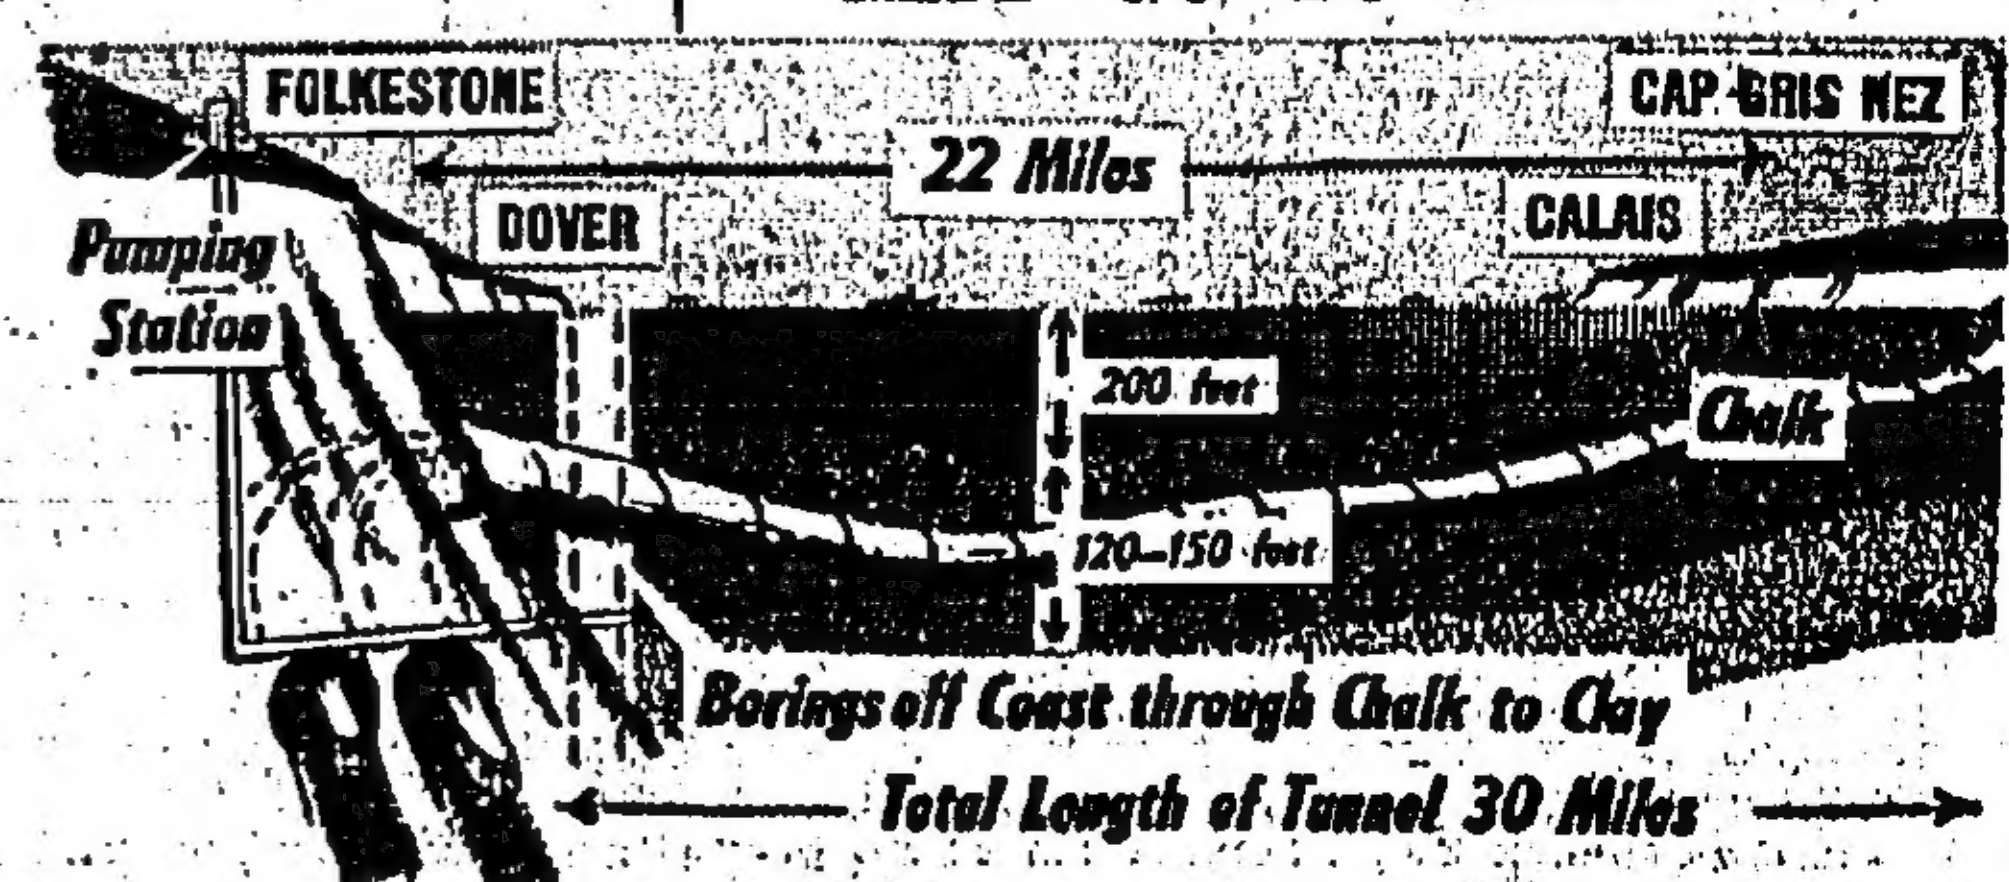 FOLKESTONE
CAP GRIS NEZ
22 Miles
DOVER
CALAIS
Pumping
Station
200 feet
Chalk
120–150 feet
Borings off Coast through Chalk to Clay
Total Length of Tunnel 30 Miles